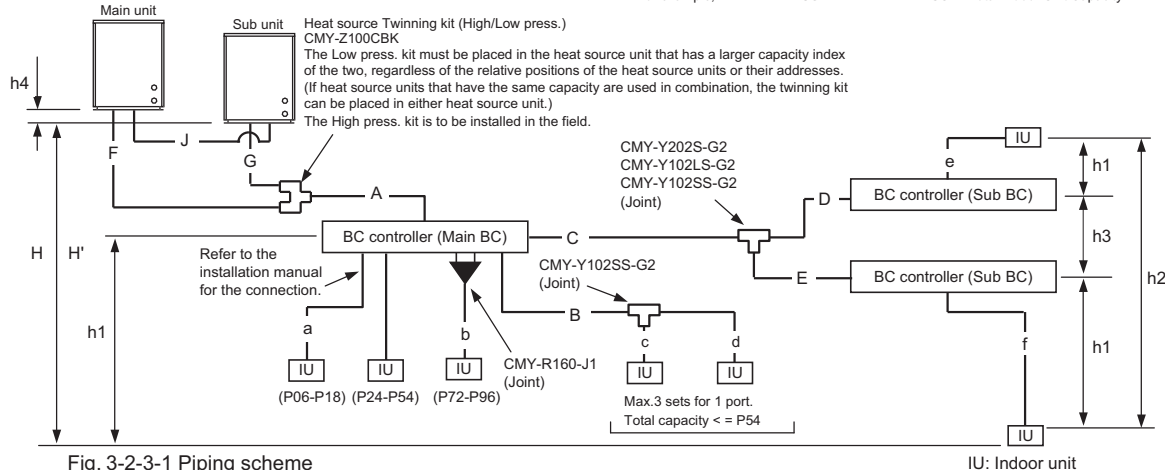 Main unit
Sub unit
Heat source Twinning kit (High/Low press.)
CMY-Z100CBK
The Low press. kit must be placed in the heat source unit that has a larger capacity index
of the two, regardless of the relative positions of the heat source units or their addresses.
(If heat source units that have the same capacity are used in combination, the twinning kit
can be placed in either heat source unit.)
The High press. kit is to be installed in the field.
h4
F
J
G
A
H
H'
h1
BC controller (Main BC)
Refer to the
installation manual
for the connection.
a
b
IU
IU
IU
(P06-P18)
(P24-P54)
(P72-P96)
CMY-R160-J1
(Joint)
C
B
CMY-Y102SS-G2
(Joint)
c
d
IU
IU
Max.3 sets for 1 port.
Total capacity < = P54
CMY-Y202S-G2
CMY-Y102LS-G2
CMY-Y102SS-G2
(Joint)
D
E
e
IU
BC controller (Sub BC)
BC controller (Sub BC)
f
IU
h1
h3
h2
h1
Fig. 3-2-3-1 Piping scheme
IU: Indoor unit